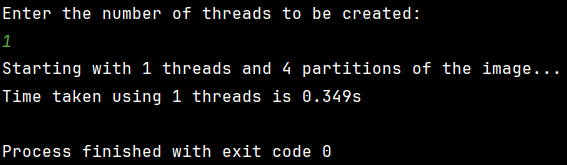 Enter the number of threads to be created:
1
Starting with 1 threads and 4 partitions of the image...
Time taken using 1 threads is 0.349s
Process finished with exit code 0